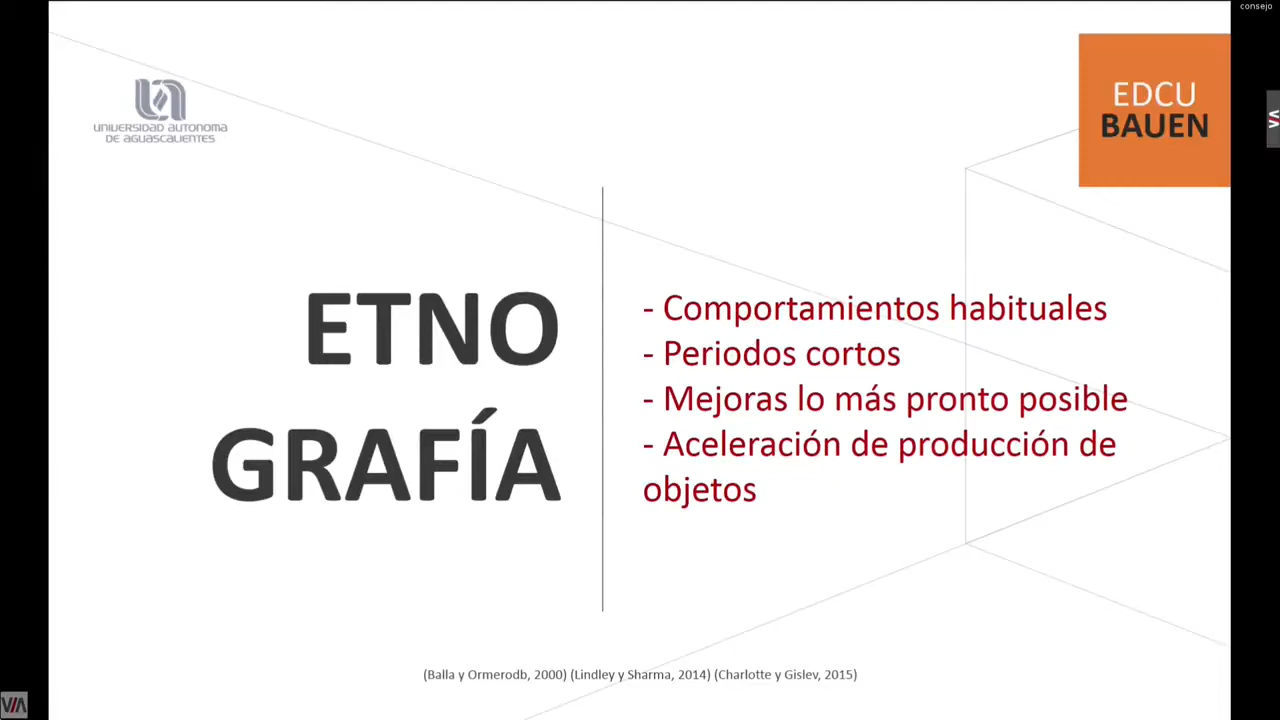 consejo
UNIVERSIDAD AUTONOMA
DE AGUASCALIENTES
EDCU
BAUEN
ETNO
GRAFÍA
- Comportamientos habituales
- Periodos cortos
- Mejoras lo más pronto posible
- Aceleración de producción de
objetos
(Balla y Ormerodb, 2000) (Lindley y Sharma, 2014) (Charlotte y Gislev, 2015)
VIA